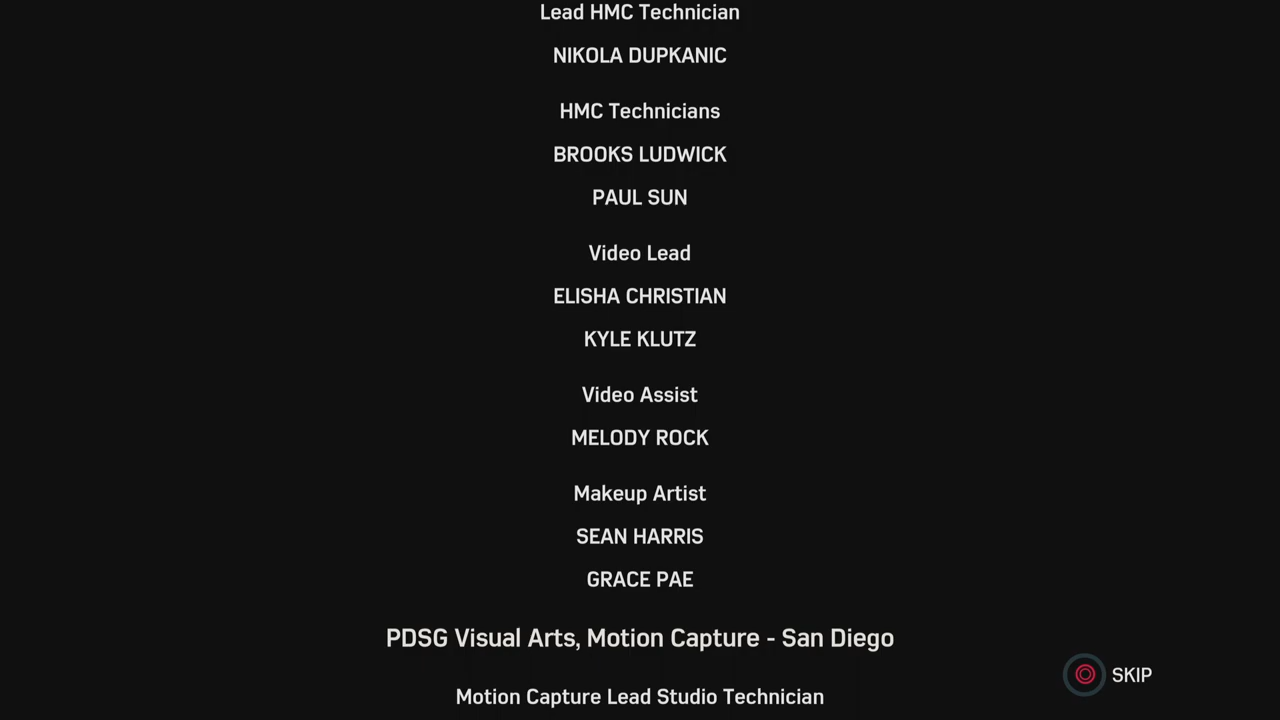 Lead HMC Technician
NIKOLA DUPKANIC
HMC Technicians
BROOKS LUDWICK
PAUL SUN
Video Lead
ELISHA CHRISTIAN
KYLE KLUTZ
Video Assist
MELODY ROCK
Makeup Artist
SEAN HARRIS
GRACE PAE
PDSG Visual Arts, Motion Capture - San Diego
SKIP
Motion Capture Lead Studio Technician